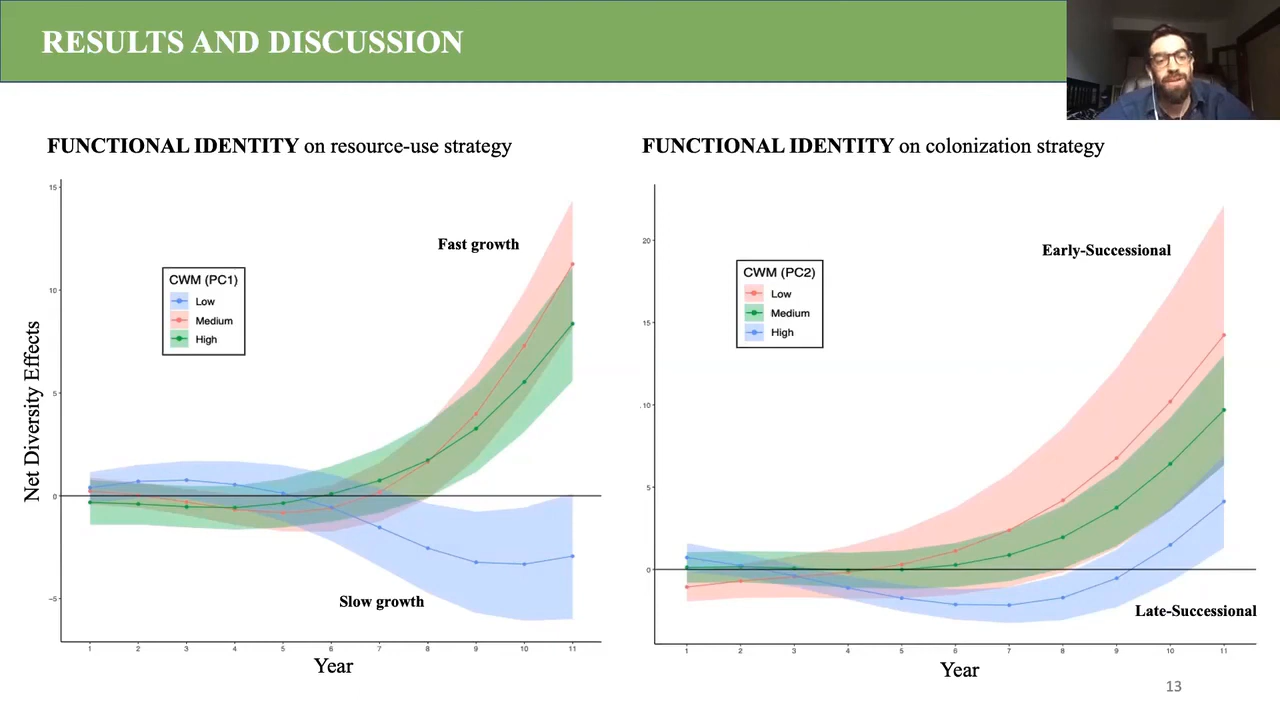 RESULTS AND DISCUSSION
FUNCTIONAL IDENTITY on resource-use strategy
15
10
5
0
−5
Net Diversity Effects
Fast growth
CWM (PC1)
Low
Medium
High
Slow growth
1 2 3 4 5 6 7 8 9 10 11
Year
FUNCTIONAL IDENTITY on colonization strategy
20
15
10
5
0
Early-Successional
CWM (PC2)
Low
Medium
High
Late-Successional
1 2 3 4 5 6 7 8 9 10 11
Year
13